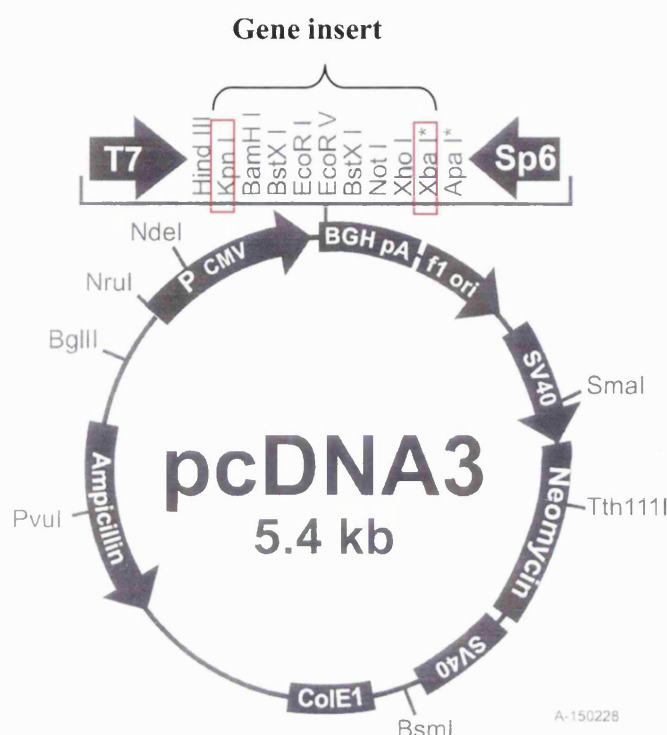 Gene insert
T7
Hind III
Kpn I
BamH I
BstX I
EcoR I
EcoR V
BstX I
Not I
Xho I
Xba I*
Apa I*
Sp6
NdeI
NruI
BglII
PvuI
P CMV
BGH pA
f1 ori
SV40
SmaI
Neomycin
Tth111I
SV40
BsmI
ColE1
Ampicillin
pcDNA3
5.4 kb
A-150228